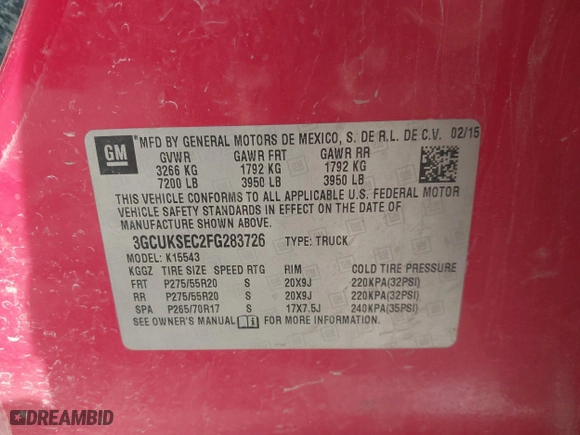 GM
*MFD BY GENERAL MOTORS DE MEXICO, S. DE R.L. DE C.V. 02/15
GVWR GAWR FRT GAWR RR
3266 KG 1792 KG 1792 KG
7200 LB 3950 LB 3950 LB
THIS VEHICLE CONFORMS TO ALL APPLICABLE U.S. FEDERAL MOTOR
VEHICLE SAFETY STANDARDS IN EFFECT ON THE DATE OF
MANUFACTURE SHOWN ABOVE.
3GCUKSEC2FG283726 TYPE: TRUCK
MODEL: K15543
KGGZ TIRE SIZE SPEED RTG RIM COLD TIRE PRESSURE
FRT P275/55R20 S 20X9J 220KPA(32PSI)
RR P275/55R20 S 20X9J 220KPA(32PSI)
SPA P265/70R17 S 17X7.5J 240KPA(35PSI)
SEE OWNER'S MANUAL FOR MORE INFORMATION.
DREAMBID